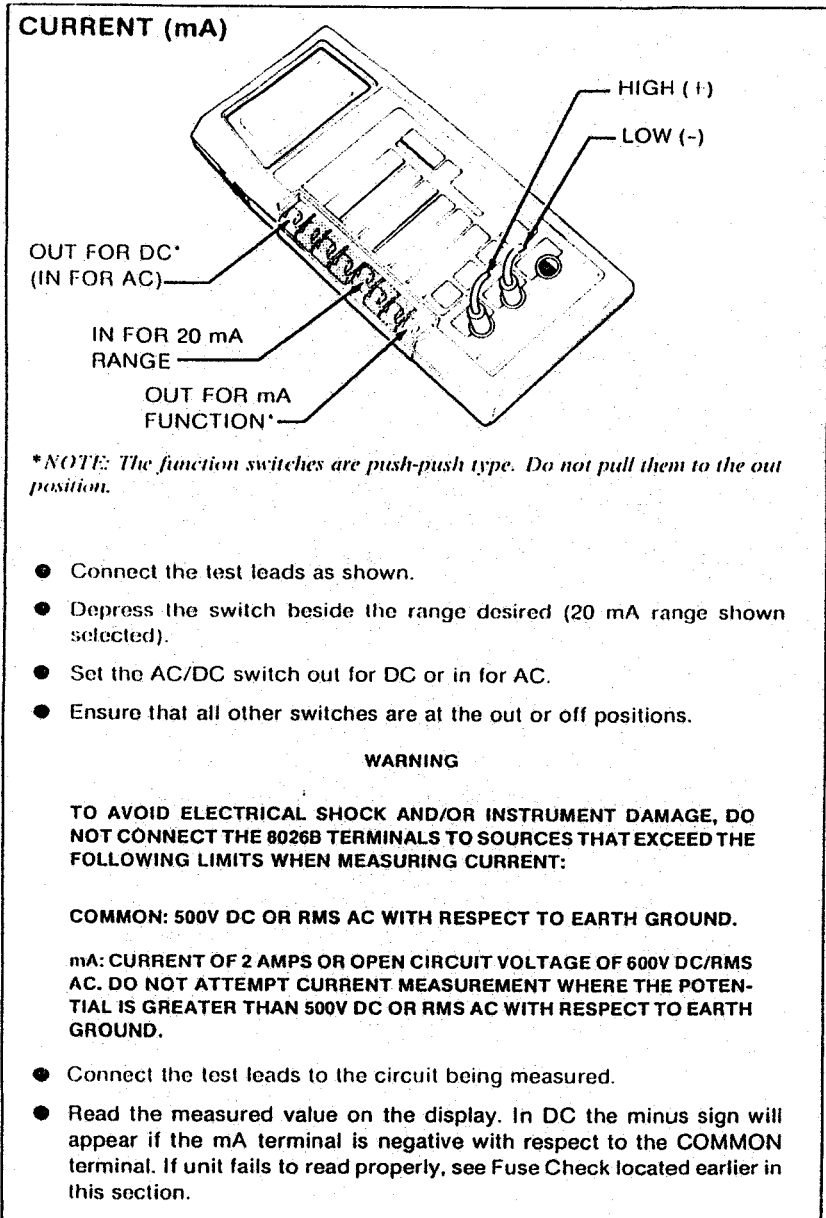 CURRENT (mA)
HIGH (+)
LOW (-)
OUT FOR DC*
(IN FOR AC)
IN FOR 20 mA
RANGE
OUT FOR mA
FUNCTION*
*NOTE: The function switches are push-push type. Do not pull them to the out
position.
● Connect the test leads as shown.
● Depress the switch beside the range desired (20 mA range shown
selected).
● Set the AC/DC switch out for DC or in for AC.
● Ensure that all other switches are at the out or off positions.
WARNING
TO AVOID ELECTRICAL SHOCK AND/OR INSTRUMENT DAMAGE, DO
NOT CONNECT THE 8026B TERMINALS TO SOURCES THAT EXCEED THE
FOLLOWING LIMITS WHEN MEASURING CURRENT:
COMMON: 500V DC OR RMS AC WITH RESPECT TO EARTH GROUND.
mA: CURRENT OF 2 AMPS OR OPEN CIRCUIT VOLTAGE OF 600V DC/RMS
AC. DO NOT ATTEMPT CURRENT MEASUREMENT WHERE THE POTEN-
TIAL IS GREATER THAN 500V DC OR RMS AC WITH RESPECT TO EARTH
GROUND.
● Connect the test leads to the circuit being measured.
● Read the measured value on the display. In DC the minus sign will
appear if the mA terminal is negative with respect to the COMMON
terminal. If unit fails to read properly, see Fuse Check located earlier in
this section.